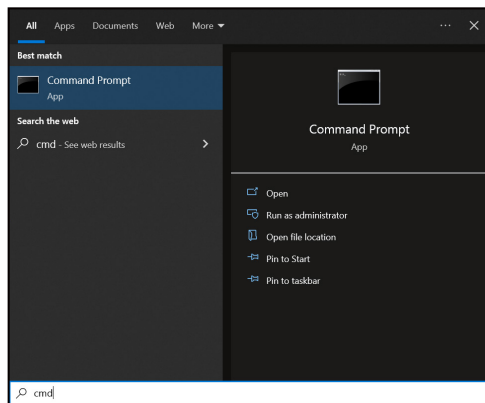 All Apps Documents Web More
Best match
Command Prompt
App
Search the web
cmd - See web results
Command Prompt
App
Open
Run as administrator
Open file location
Pin to Start
Pin to taskbar
cmd